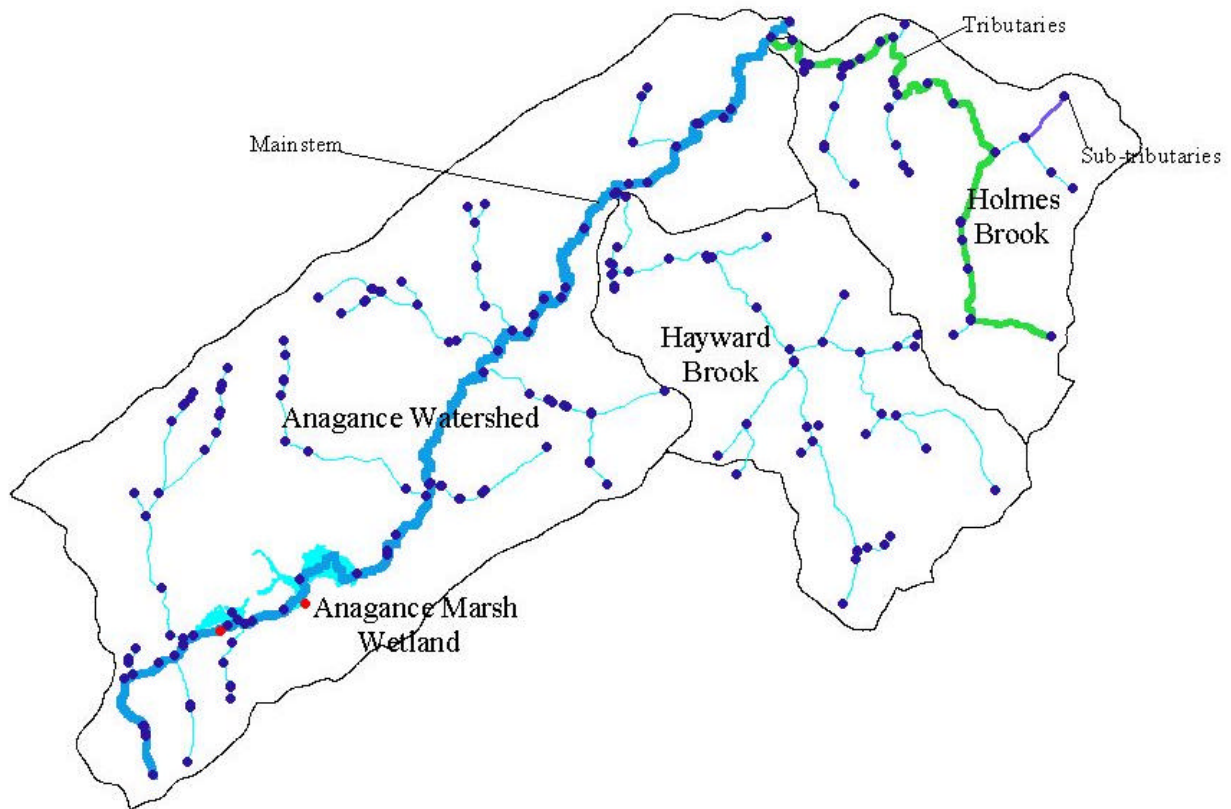 Tributaries
Mainstem
Sub-tributaries
Holmes
Brook
Hayward
Brook
Anagance Watershed
Anagance Marsh
Wetland